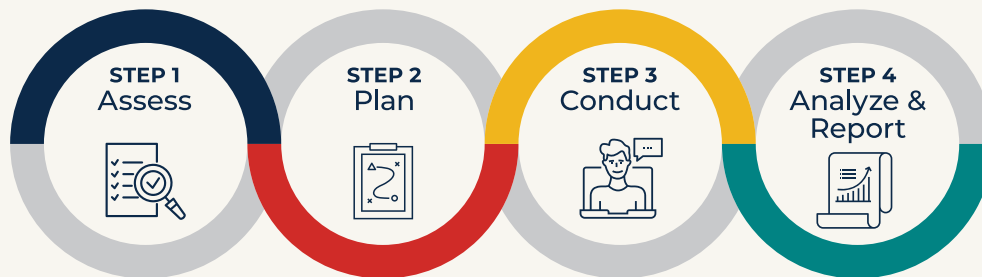 STEP 1
Assess
STEP 2
Plan
STEP 3
Conduct
STEP 4
Analyze &
Report